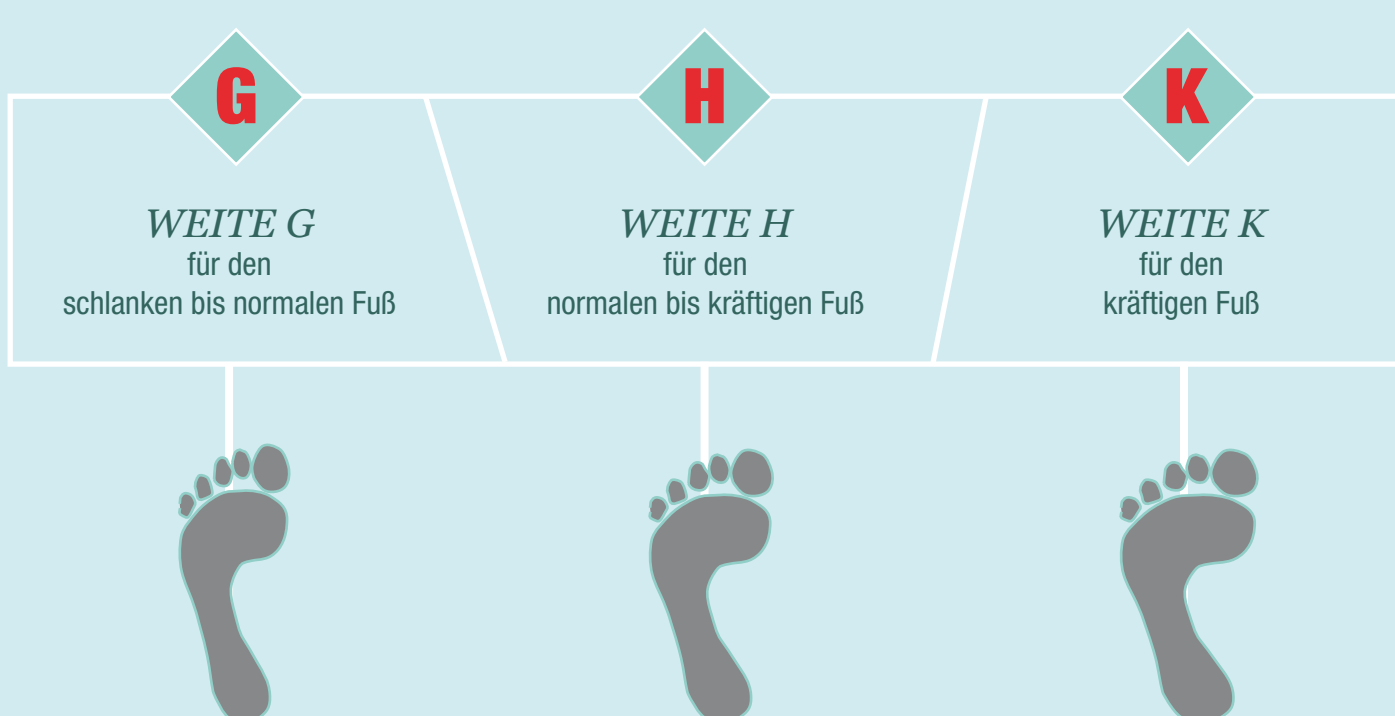 G
WEITE G
für den
schlanken bis normalen Fuß
H
WEITE H
für den
normalen bis kräftigen Fuß
K
WEITE K
für den
kräftigen Fuß